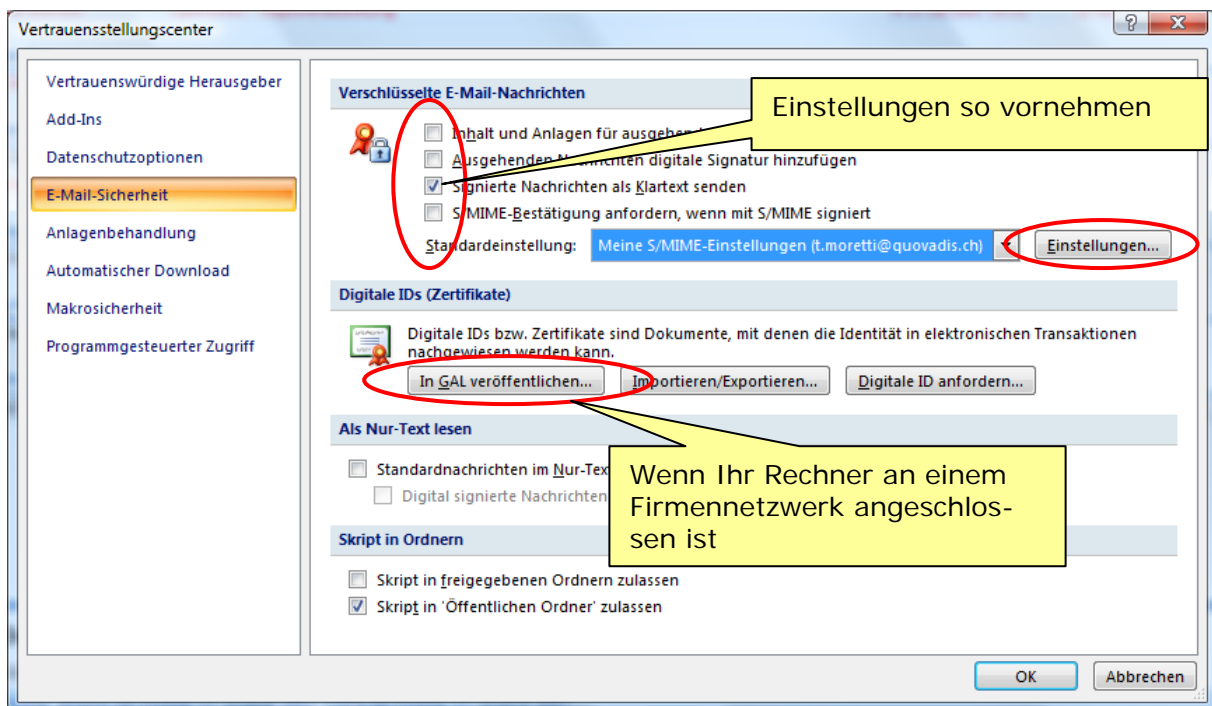 Vertrauensstellungscenter
Vertrauenswürdige Herausgeber
Add-Ins
Datenschutzoptionen
E-Mail-Sicherheit
Anlagenbehandlung
Automatischer Download
Makrosicherheit
Programmgesteuerter Zugriff
Verschlüsselte E-Mail-Nachrichten
Einstellungen so vornehmen
Inhalt und Anlagen für ausgehend
Ausgehenden Nachrichten digitale Signatur hinzufügen
Signierte Nachrichten als Klartext senden
S/MIME-Bestätigung anfordern, wenn mit S/MIME signiert
Standardeinstellung: Meine S/MIME-Einstellungen (t.moretti@quovadis.ch) Einstellungen...
Digitale IDs (Zertifikate)
Digitale IDs bzw. Zertifikate sind Dokumente, mit denen die Identität in elektronischen Transaktionen
nachgewiesen werden kann.
In GAL veröffentlichen... Importieren/Exportieren... Digitale ID anfordern...
Als Nur-Text lesen
Standardnachrichten im Nur-Tex
Digital signierte Nachrichten
Wenn Ihr Rechner an einem
Firmennetzwerk angeschlos-
sen ist
Skript in Ordnern
Skript in freigegebenen Ordnern zulassen
Skript in 'Öffentlichen Ordner' zulassen
OK Abbrechen